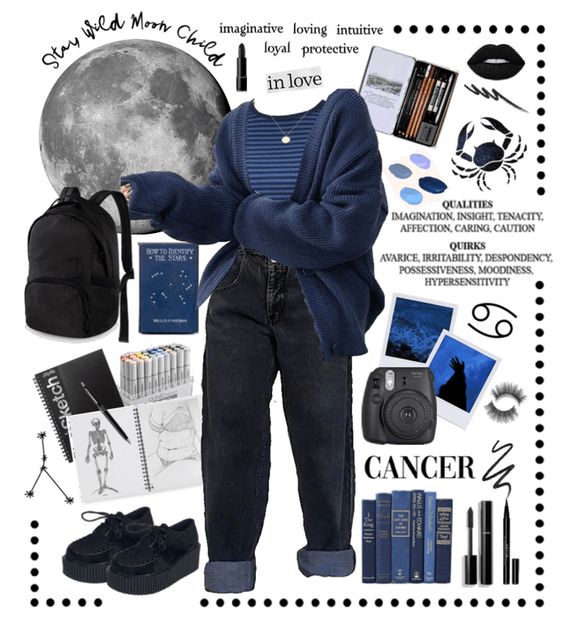 Stay Wild Moon Child
imaginative loving intuitive
loyal protective
in love
QUALITIES
IMAGINATION, INSIGHT, TENACITY,
AFFECTION, CARING, CAUTION
QUIRKS
AVARICE, IRRITABILITY, DESPONDENCY,
POSSESSIVENESS, MOODINESS,
HYPERSENSITIVITY
HOW TO IDENTIFY
THE STARS
sketch
CANCER